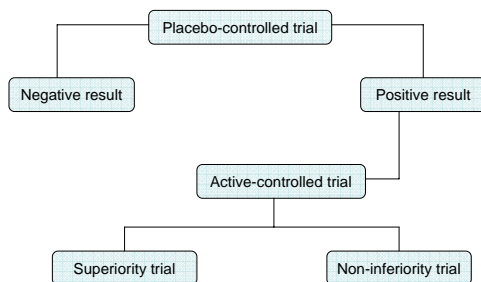 Placebo-controlled trial
Negative result
Positive result
Active-controlled trial
Superiority trial
Non-inferiority trial